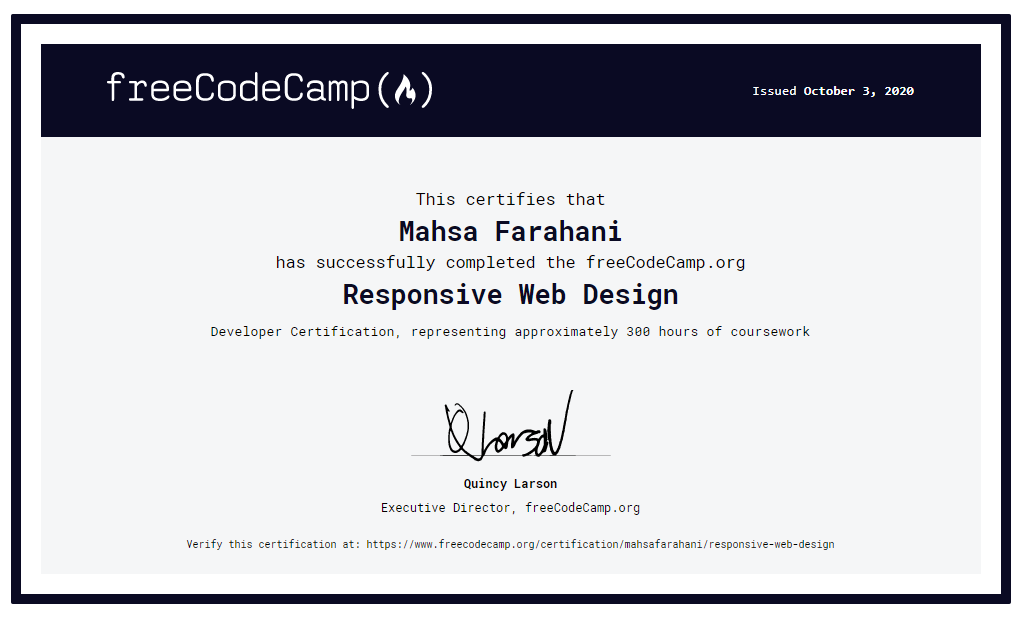 freeCodeCamp(🔥)
Issued October 3, 2020
This certifies that
Mahsa Farahani
has successfully completed the freeCodeCamp.org
Responsive Web Design
Developer Certification, representing approximately 300 hours of coursework
Q Larson
Quincy Larson
Executive Director, freeCodeCamp.org
Verify this certification at: https://www.freecodecamp.org/certification/mahsafarahani/responsive-web-design